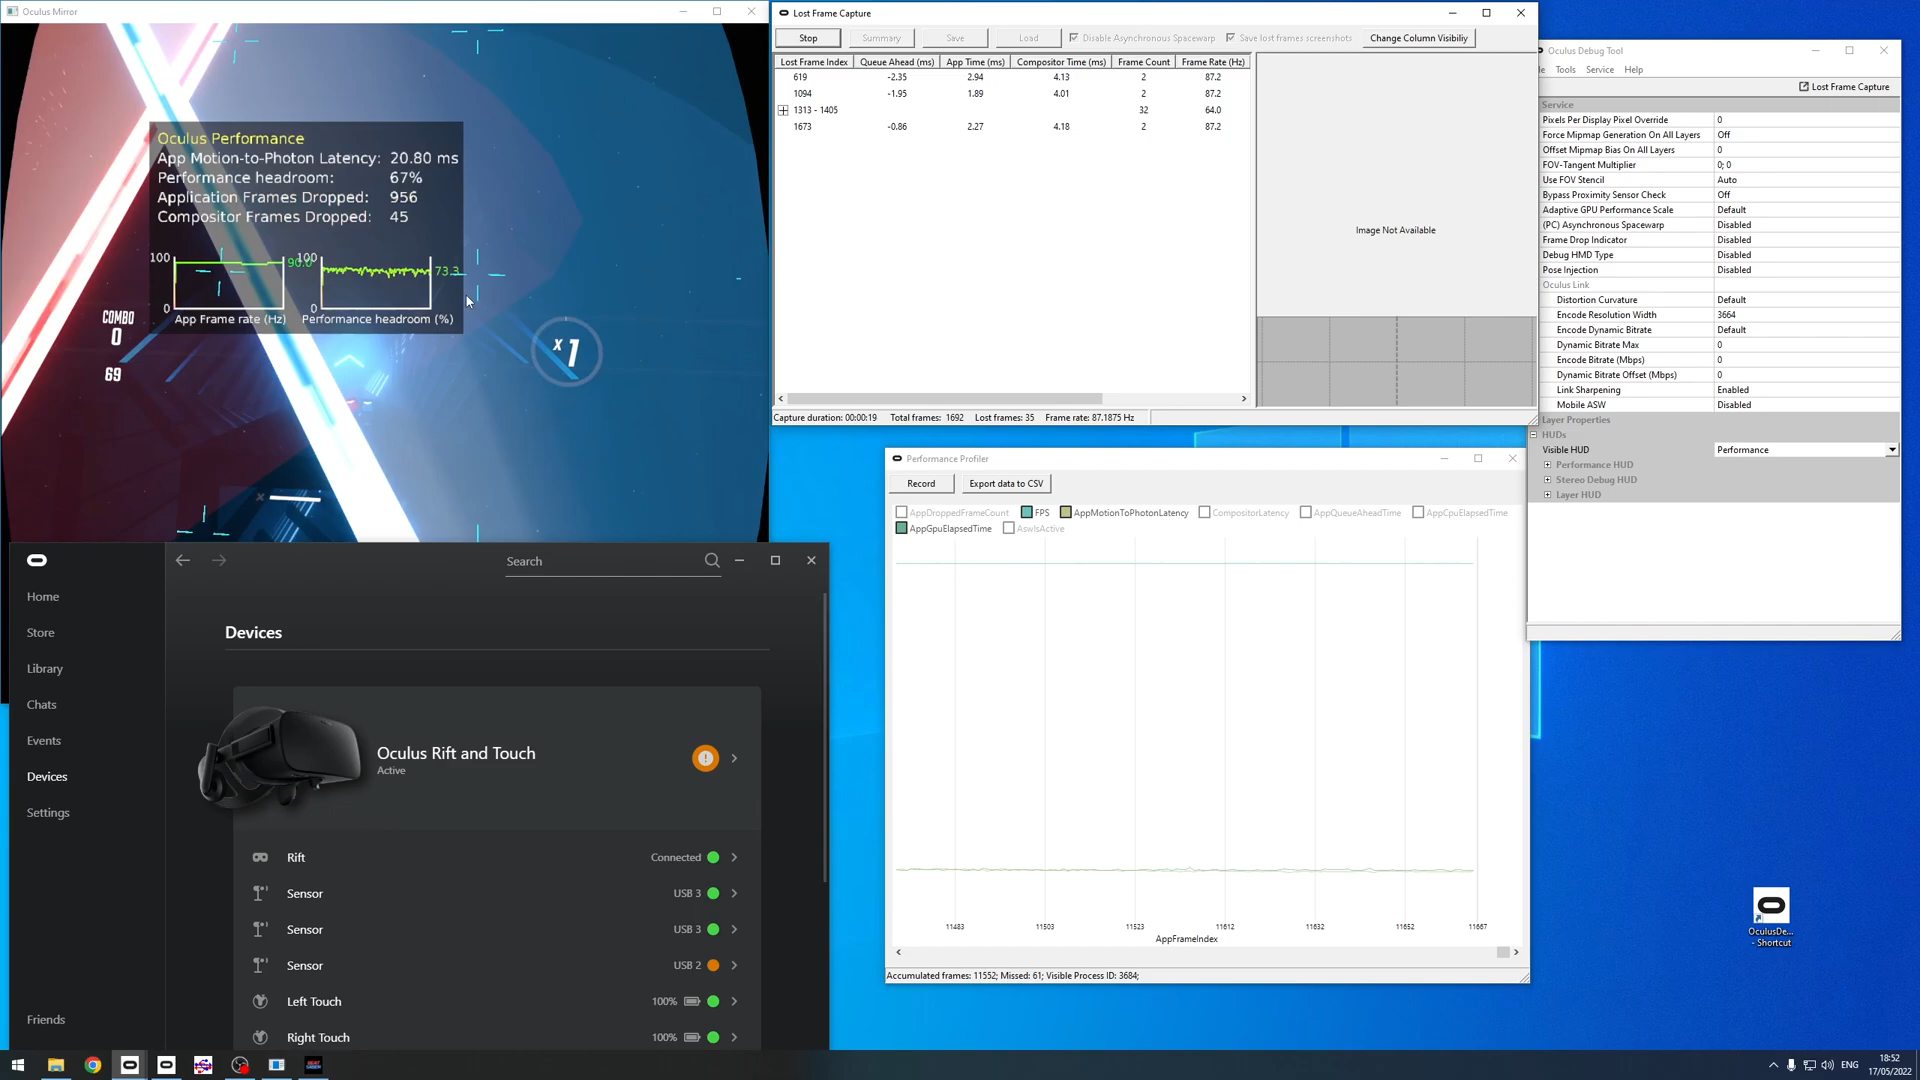 Oculus Mirror
Oculus Performance
App Motion-to-Photon Latency: 20.80 ms
Performance headroom: 67%
Application Frames Dropped: 956
Compositor Frames Dropped: 45
100
90.0
0
App Frame rate (Hz)
100
73.3
0
Performance headroom (%)
COMBO
0
69
x 1
Lost Frame Capture
Stop
Summary
Save
Load
Disable Asynchronous Spacewarp
Save lost frames screenshots
Change Column Visibiliy
Lost Frame Index Queue Ahead (ms) App Time (ms) Compositor Time (ms) Frame Count Frame Rate (Hz)
619 -2.35 2.94 4.13 2 87.2
1094 -1.95 1.89 4.01 2 87.2
1313 - 1405 32 64.0
1673 -0.86 2.27 4.18 2 87.2
Image Not Available
Capture duration: 00:00:19 Total frames: 1692 Lost frames: 35 Frame rate: 87.1875 Hz
Oculus Debug Tool
Tools Service Help
Lost Frame Capture
Service
Pixels Per Display Pixel Override 0
Force Mipmap Generation On All Layers Off
Offset Mipmap Bias On All Layers 0
FOV-Tangent Multiplier 0; 0
Use FOV Stencil Auto
Bypass Proximity Sensor Check Off
Adaptive GPU Performance Scale Default
(PC) Asynchronous Spacewarp Disabled
Frame Drop Indicator Disabled
Debug HMD Type Disabled
Pose Injection Disabled
Oculus Link
Distortion Curvature Default
Encode Resolution Width 3664
Encode Dynamic Bitrate Default
Dynamic Bitrate Max 0
Encode Bitrate (Mbps) 0
Dynamic Bitrate Offset (Mbps) 0
Link Sharpening Enabled
Mobile ASW Disabled
Layer Properties
HUDs
Visible HUD Performance
Performance HUD
Stereo Debug HUD
Layer HUD
Performance Profiler
Record
Export data to CSV
AppDroppedFrameCount FPS AppMotionToPhotonLatency CompositorLatency AppQueueAheadTime AppCpuElapsedTime
AppGpuElapsedTime AswIsActive
11483 11503 11523 11612 11632 11652 11667
AppFrameIndex
Accumulated frames: 11552; Missed: 61; Visible Process ID: 3684;
Search
Home
Store
Library
Chats
Events
Devices
Settings
Friends
Devices
Oculus Rift and Touch
Active
Rift Connected
Sensor USB 3
Sensor USB 3
Sensor USB 2
Left Touch 100%
Right Touch 100%
OculusDe...
- Shortcut
ENG
18:52
17/05/2022